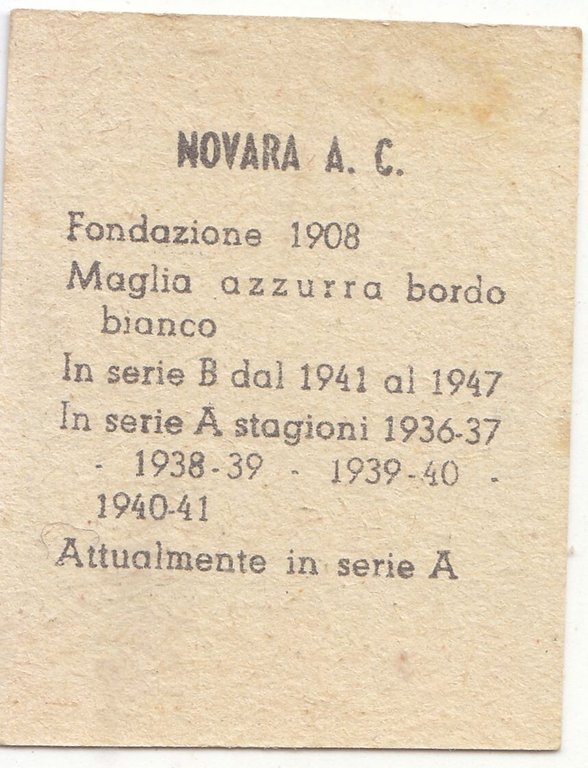 NOVARA A. C.
Fondazione 1908
Maglia azzurra bordo
bianco
In serie B dal 1941 al 1947
In serie A stagioni 1936-37
- 1938-39 - 1939-40 -
1940-41
Attualmente in serie A